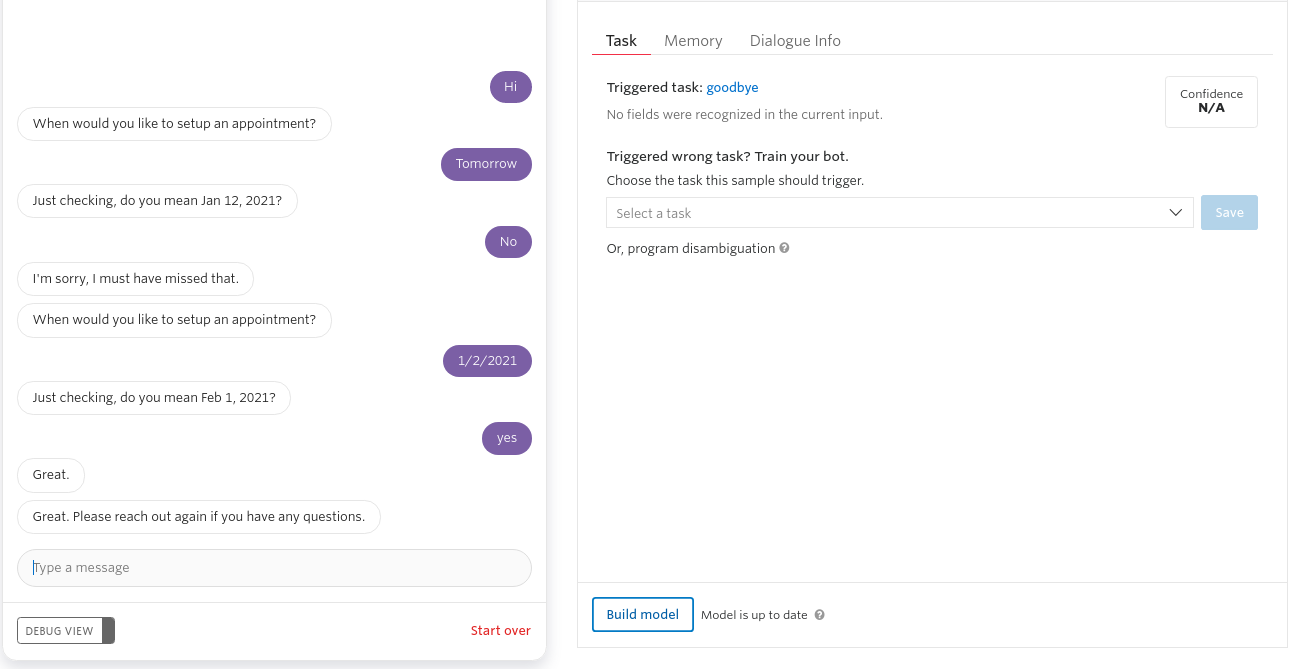 Hi
When would you like to setup an appointment?
Tomorrow
Just checking, do you mean Jan 12, 2021?
No
I'm sorry, I must have missed that.
When would you like to setup an appointment?
1/2/2021
Just checking, do you mean Feb 1, 2021?
yes
Great.
Great. Please reach out again if you have any questions.
Type a message
DEBUG VIEW
Start over
Task Memory Dialogue Info
Triggered task: goodbye
No fields were recognized in the current input.
Confidence
N/A
Triggered wrong task? Train your bot.
Choose the task this sample should trigger.
Select a task
Save
Or, program disambiguation ?
Build model
Model is up to date ?